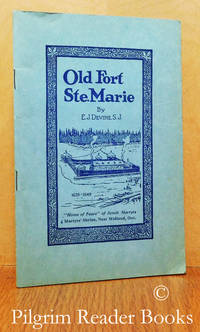 Old Fort
Ste. Marie
By
E. J. DEVINE, S. J.
1639-1649
"Home of Peace" of Jesuit Martyrs
& Martyrs' Shrine, Near Midland, Ont.
©
Pilgrim Reader Books